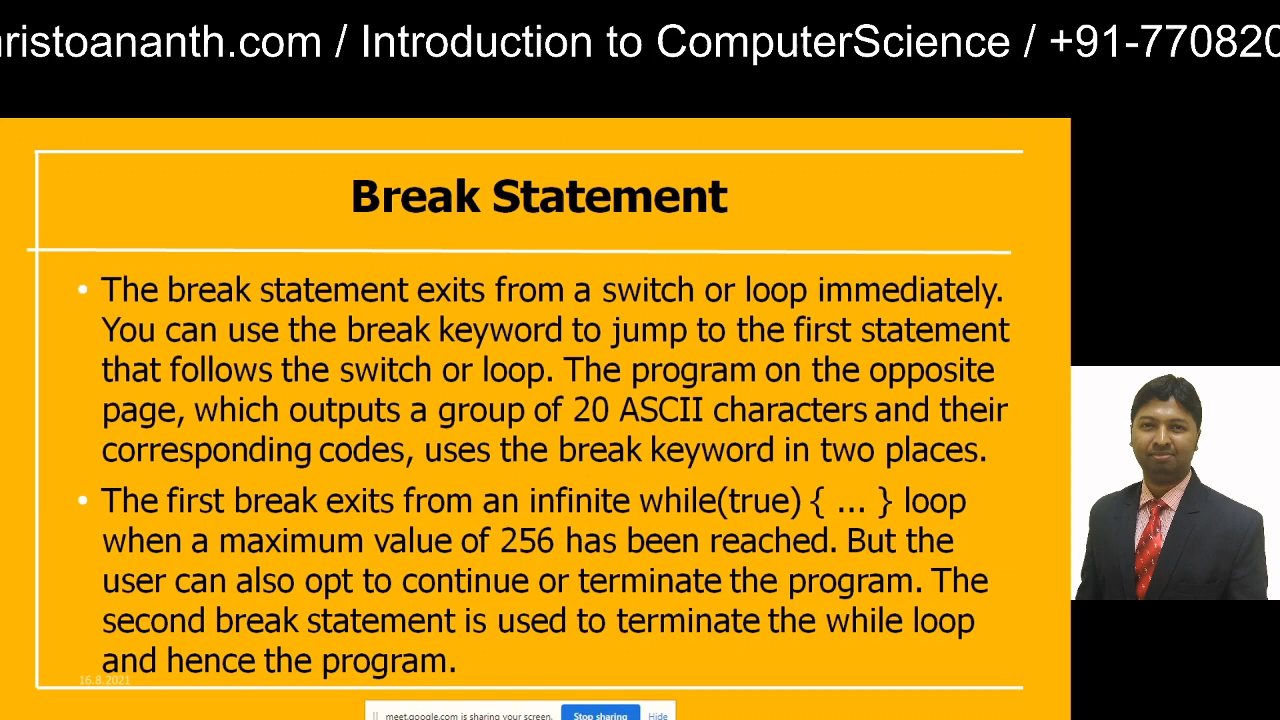 hristoananth.com / Introduction to ComputerScience / +91-770820
Break Statement
• The break statement exits from a switch or loop immediately.
You can use the break keyword to jump to the first statement
that follows the switch or loop. The program on the opposite
page, which outputs a group of 20 ASCII characters and their
corresponding codes, uses the break keyword in two places.
• The first break exits from an infinite while(true) { ... } loop
when a maximum value of 256 has been reached. But the
user can also opt to continue or terminate the program. The
second break statement is used to terminate the while loop
and hence the program.
16.8.2021
meet.google.com is sharing your screen. Stop sharing Hide